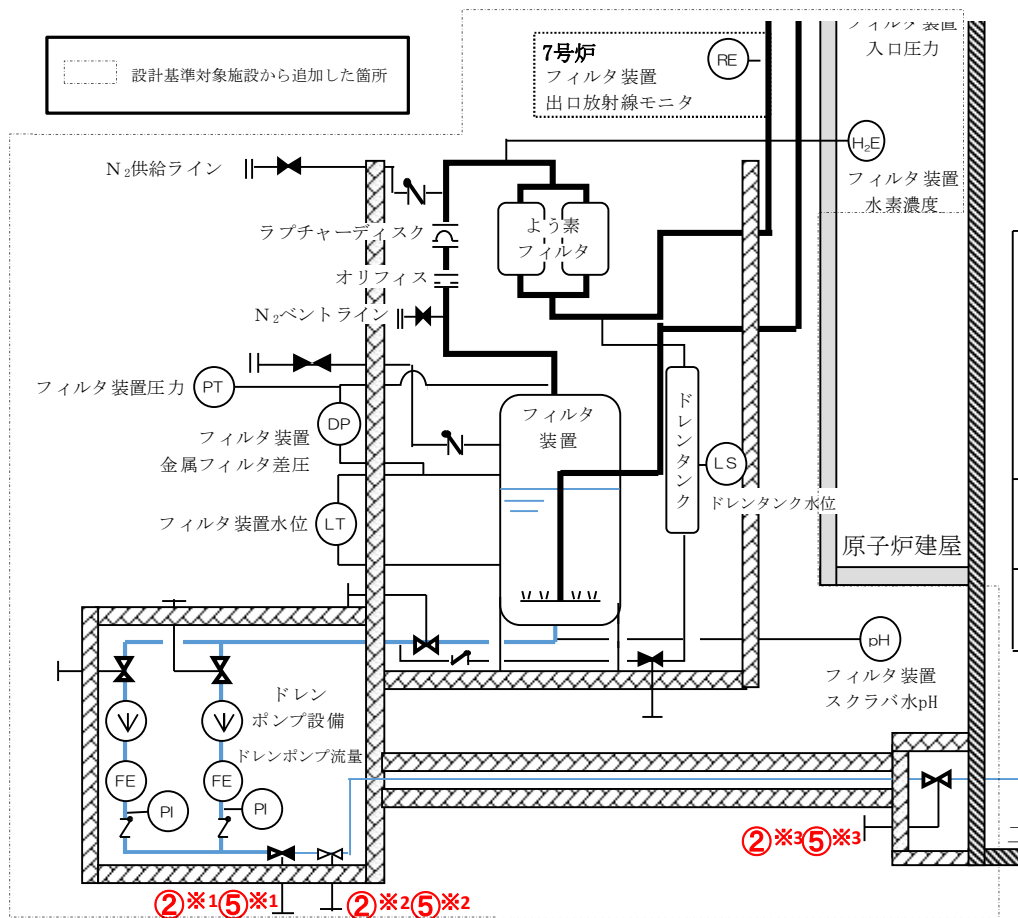 フィルタ装置
入口圧力
7号炉
フィルタ装置
出口放射線モニタ
RE
設計基準対象施設から追加した箇所
N₂供給ライン
H₂E
フィルタ装置
水素濃度
ラプチャーディスク
よう素
フィルタ
オリフィス
N₂ベントライン
フィルタ装置圧力
PT
DP
フィルタ装置
金属フィルタ差圧
フィルタ
装置
ドレンタンク
LS
ドレンタンク水位
フィルタ装置水位
LT
原子炉建屋
pH
フィルタ装置
スクラバ水pH
ドレン
ポンプ設備
ドレンポンプ流量
FE
FE
PI
PI
②※3⑤※3
②※1⑤※1
②※2⑤※2